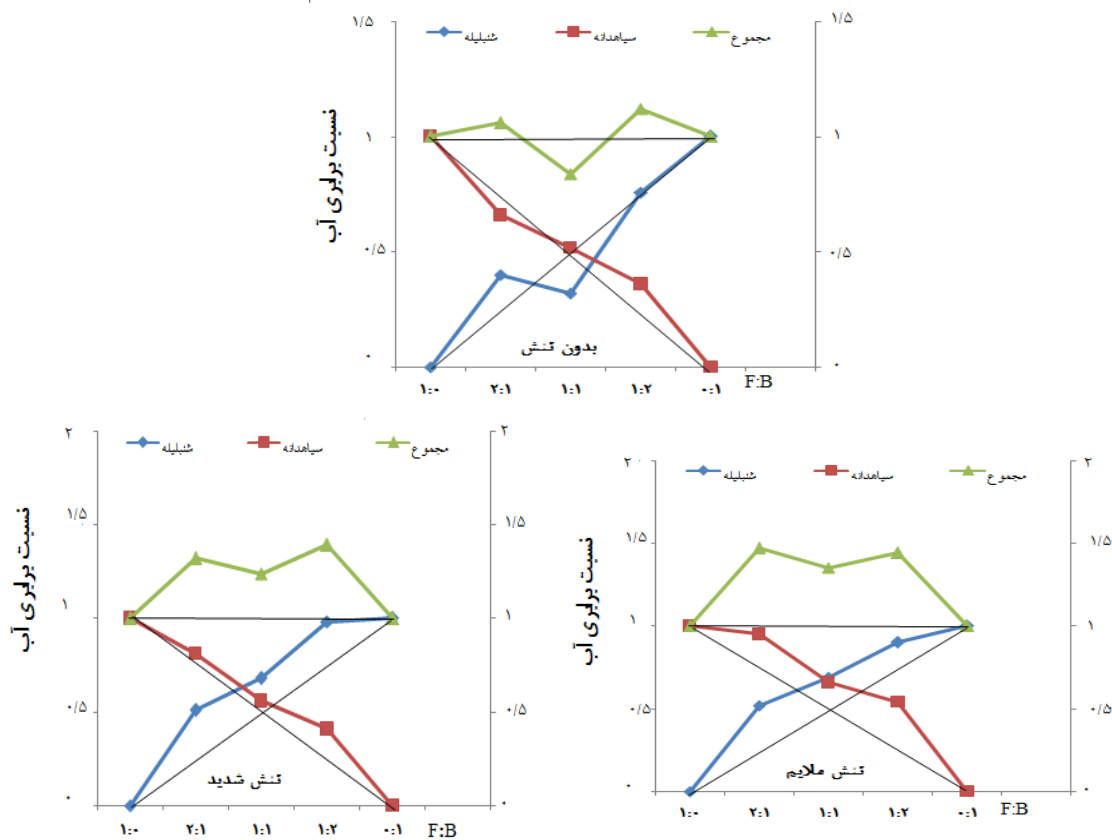 ۱/۵
۱/۵
شنبلیله
سیاهدانه
مجموع
نسبت برابری آب
۱
۱
۰/۵
۰/۵
بدون تنش
۰
۰
۱:۰ ۲:۱ ۱:۱ ۱:۲ ۰:۱ F:B
۲
۲
شنبلیله
سیاهدانه
مجموع
نسبت برابری آب
۱/۵
۱/۵
۱
۱
۰/۵
۰/۵
تنش شدید
۰
۰
۱:۰ ۲:۱ ۱:۱ ۱:۲ ۰:۱ F:B
۲
۲
شنبلیله
سیاهدانه
مجموع
نسبت برابری آب
۱/۵
۱/۵
۱
۱
۰/۵
۰/۵
تنش ملایم
۰
۰
۱:۰ ۲:۱ ۱:۱ ۱:۲ ۰:۱ F:B